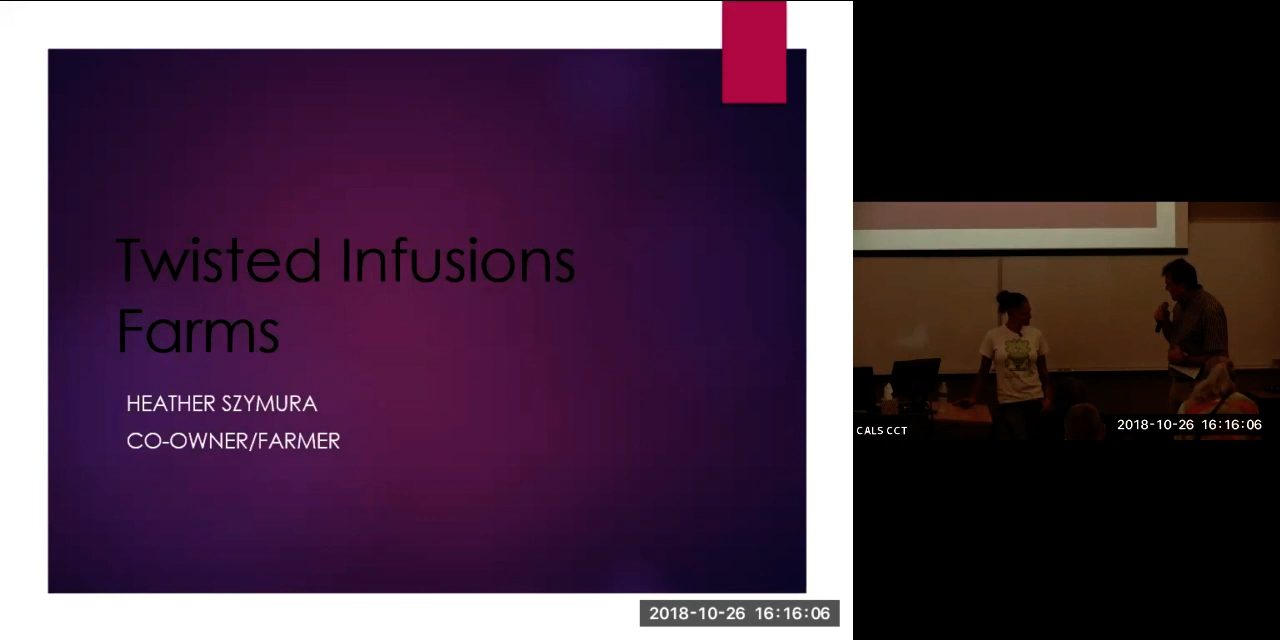 Twisted Infusions
Farms
HEATHER SZYMURA
CO-OWNER/FARMER
2018-10-26 16:16:06
CALS CCT
2018-10-26 16:16:06